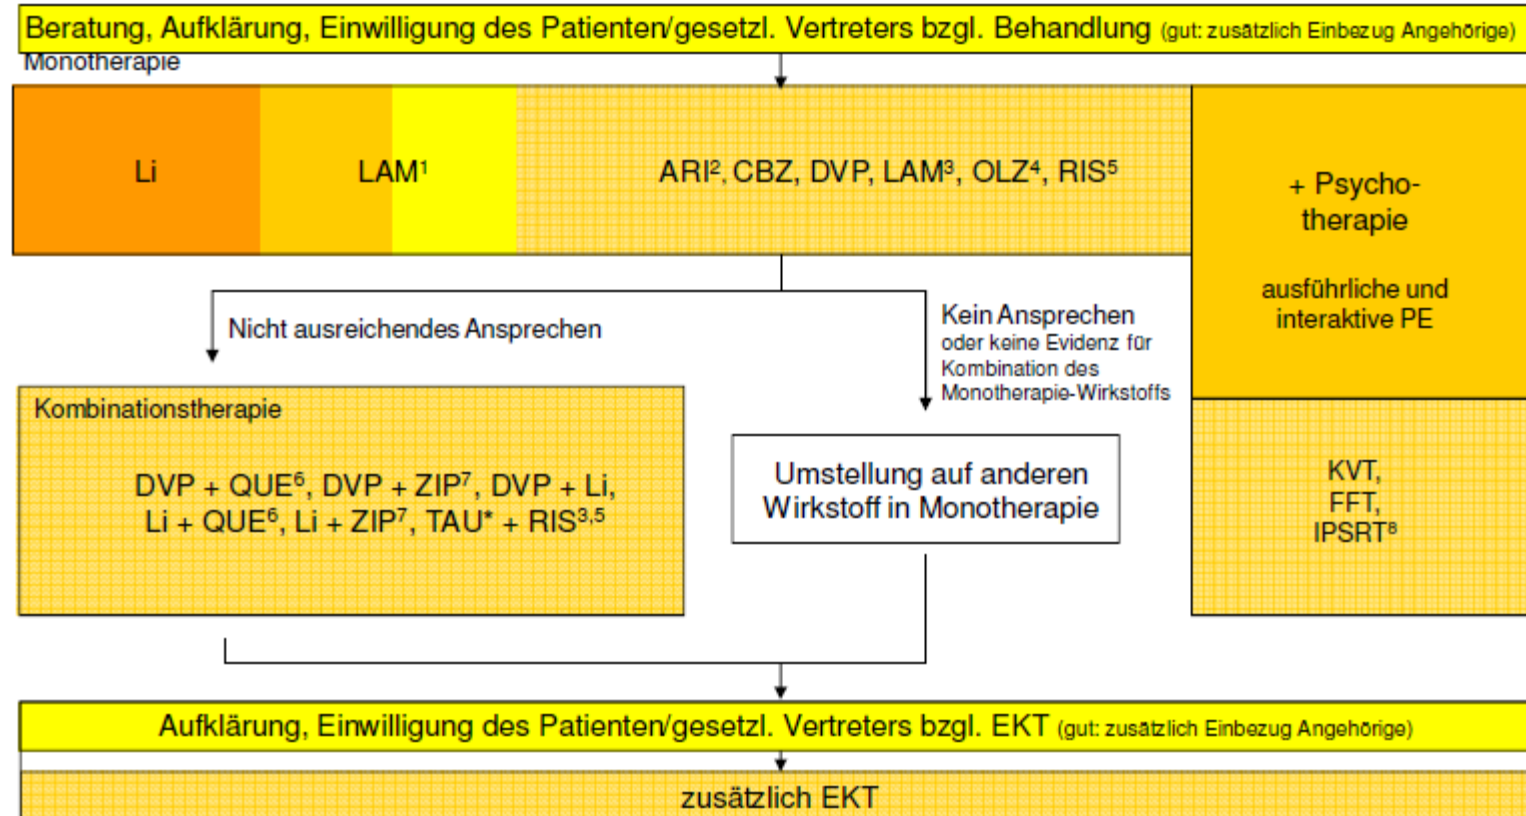 Beratung, Aufklärung, Einwilligung des Patienten/gesetzl. Vertreters bzgl. Behandlung (gut: zusätzlich Einbezug Angehörige)
Monotherapie
Li
LAM¹
ARI², CBZ, DVP, LAM³, OLZ⁴, RIS⁵
+ Psycho-
therapie
ausführliche und
interaktive PE
Nicht ausreichendes Ansprechen
Kein Ansprechen
oder keine Evidenz für
Kombination des
Monotherapie-Wirkstoffs
Kombinationstherapie
DVP + QUE⁶, DVP + ZIP⁷, DVP + Li,
Li + QUE⁶, Li + ZIP⁷, TAU* + RIS³,⁵
Umstellung auf anderen
Wirkstoff in Monotherapie
KVT,
FFT,
IPSRT⁸
Aufklärung, Einwilligung des Patienten/gesetzl. Vertreters bzgl. EKT (gut: zusätzlich Einbezug Angehörige)
zusätzlich EKT